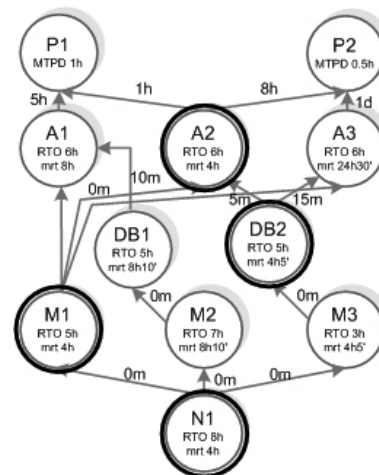 P1
MTPD 1h
P2
MTPD 0.5h
1h
8h
5h
1d
A1
RTO 6h
mrt 8h
A2
RTO 6h
mrt 4h
A3
RTO 6h
mrt 24h30'
0m
10m
5m
15m
DB1
RTO 5h
mrt 8h10'
DB2
RTO 5h
mrt 4h5'
0m
0m
M1
RTO 5h
mrt 4h
M2
RTO 7h
mrt 8h10'
M3
RTO 3h
mrt 4h5'
0m
0m
0m
N1
RTO 8h
mrt 4h